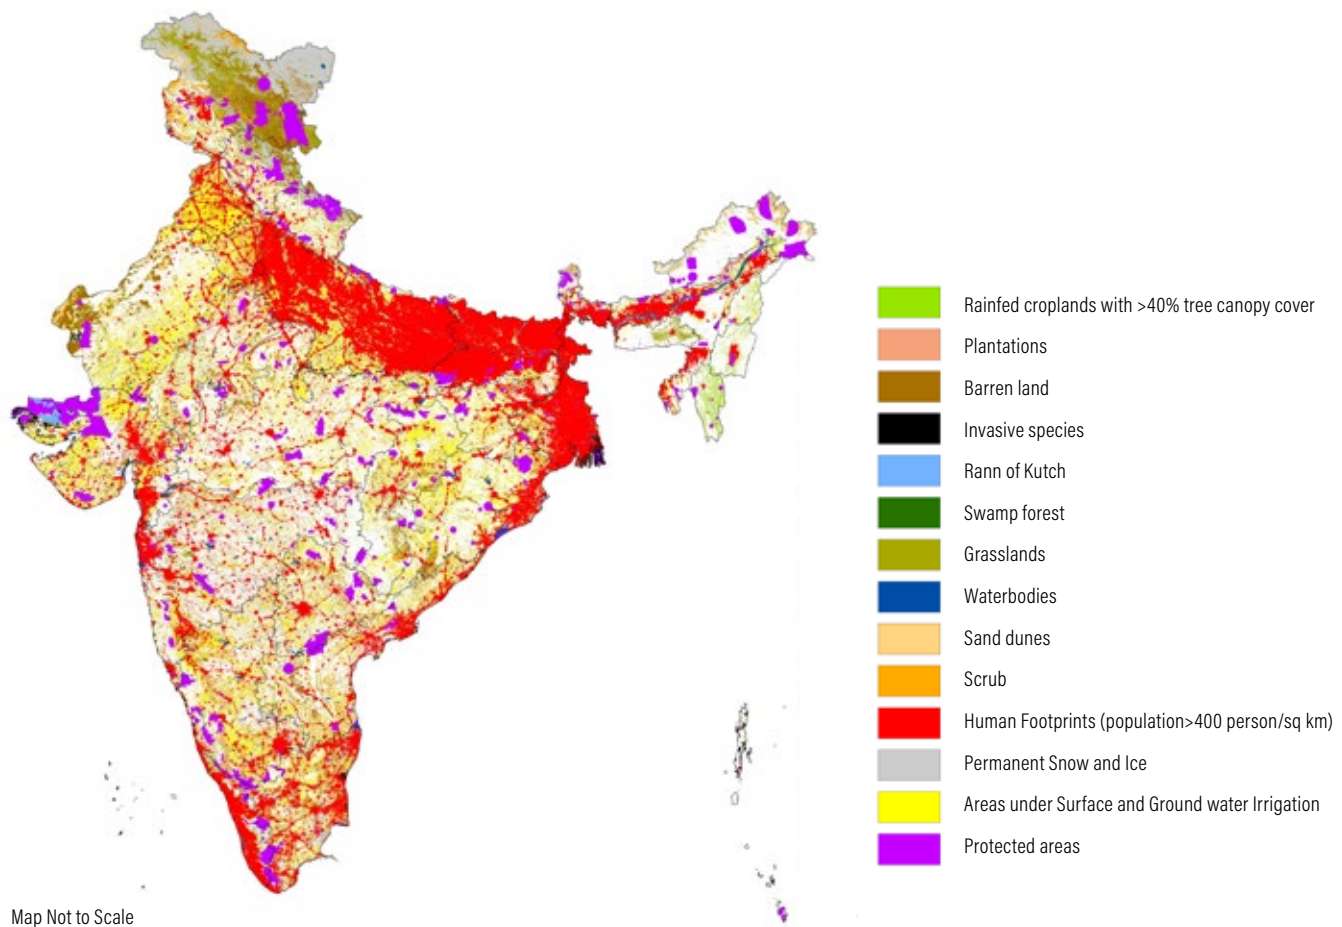 Rainfed croplands with >40% tree canopy cover
Plantations
Barren land
Invasive species
Rann of Kutch
Swamp forest
Grasslands
Waterbodies
Sand dunes
Scrub
Human Footprints (population>400 person/sq km)
Permanent Snow and Ice
Areas under Surface and Ground water Irrigation
Protected areas
Map Not to Scale